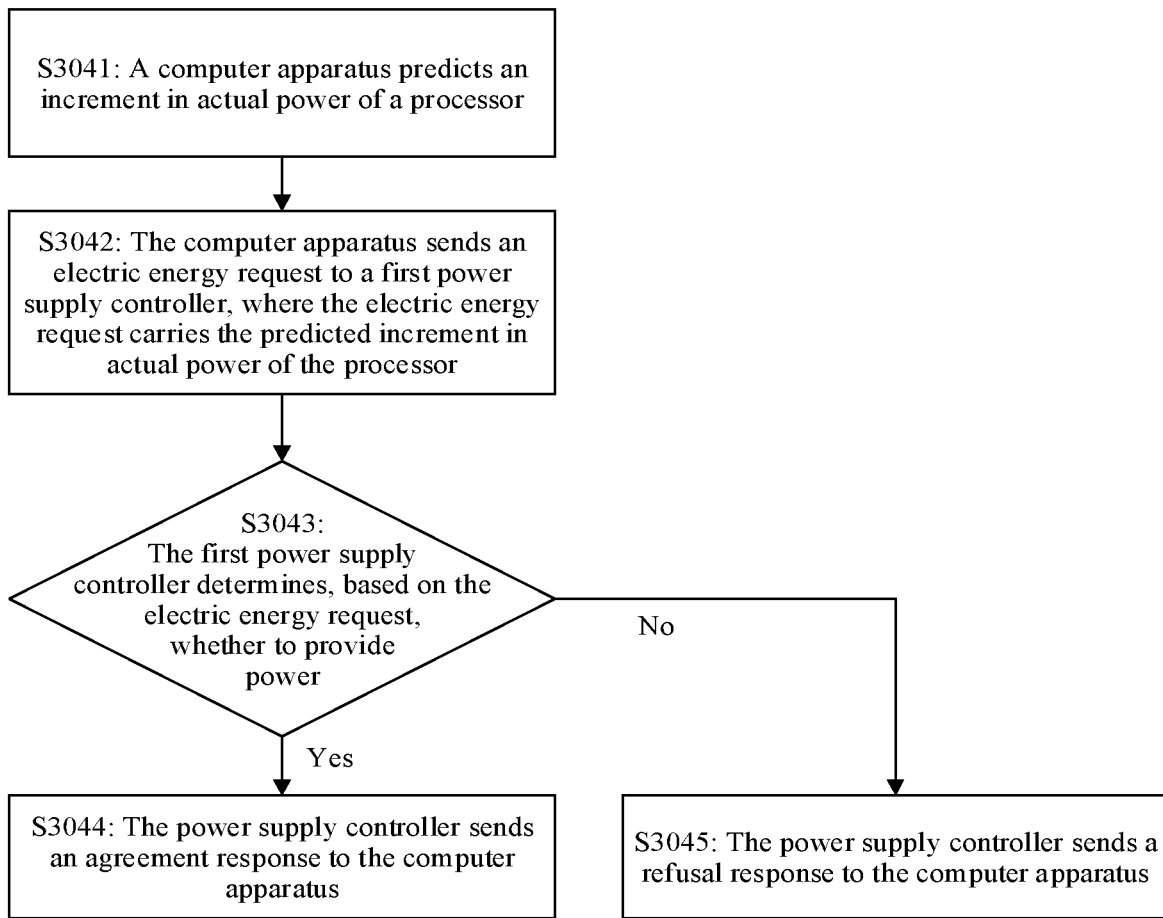 S3041: A computer apparatus predicts an
increment in actual power of a processor
S3042: The computer apparatus sends an
electric energy request to a first power
supply controller, where the electric energy
request carries the predicted increment in
actual power of the processor
S3043:
The first power supply
controller determines, based on the
electric energy request,
whether to provide
power
No
Yes
S3044: The power supply controller sends
an agreement response to the computer
apparatus
S3045: The power supply controller sends a
refusal response to the computer apparatus